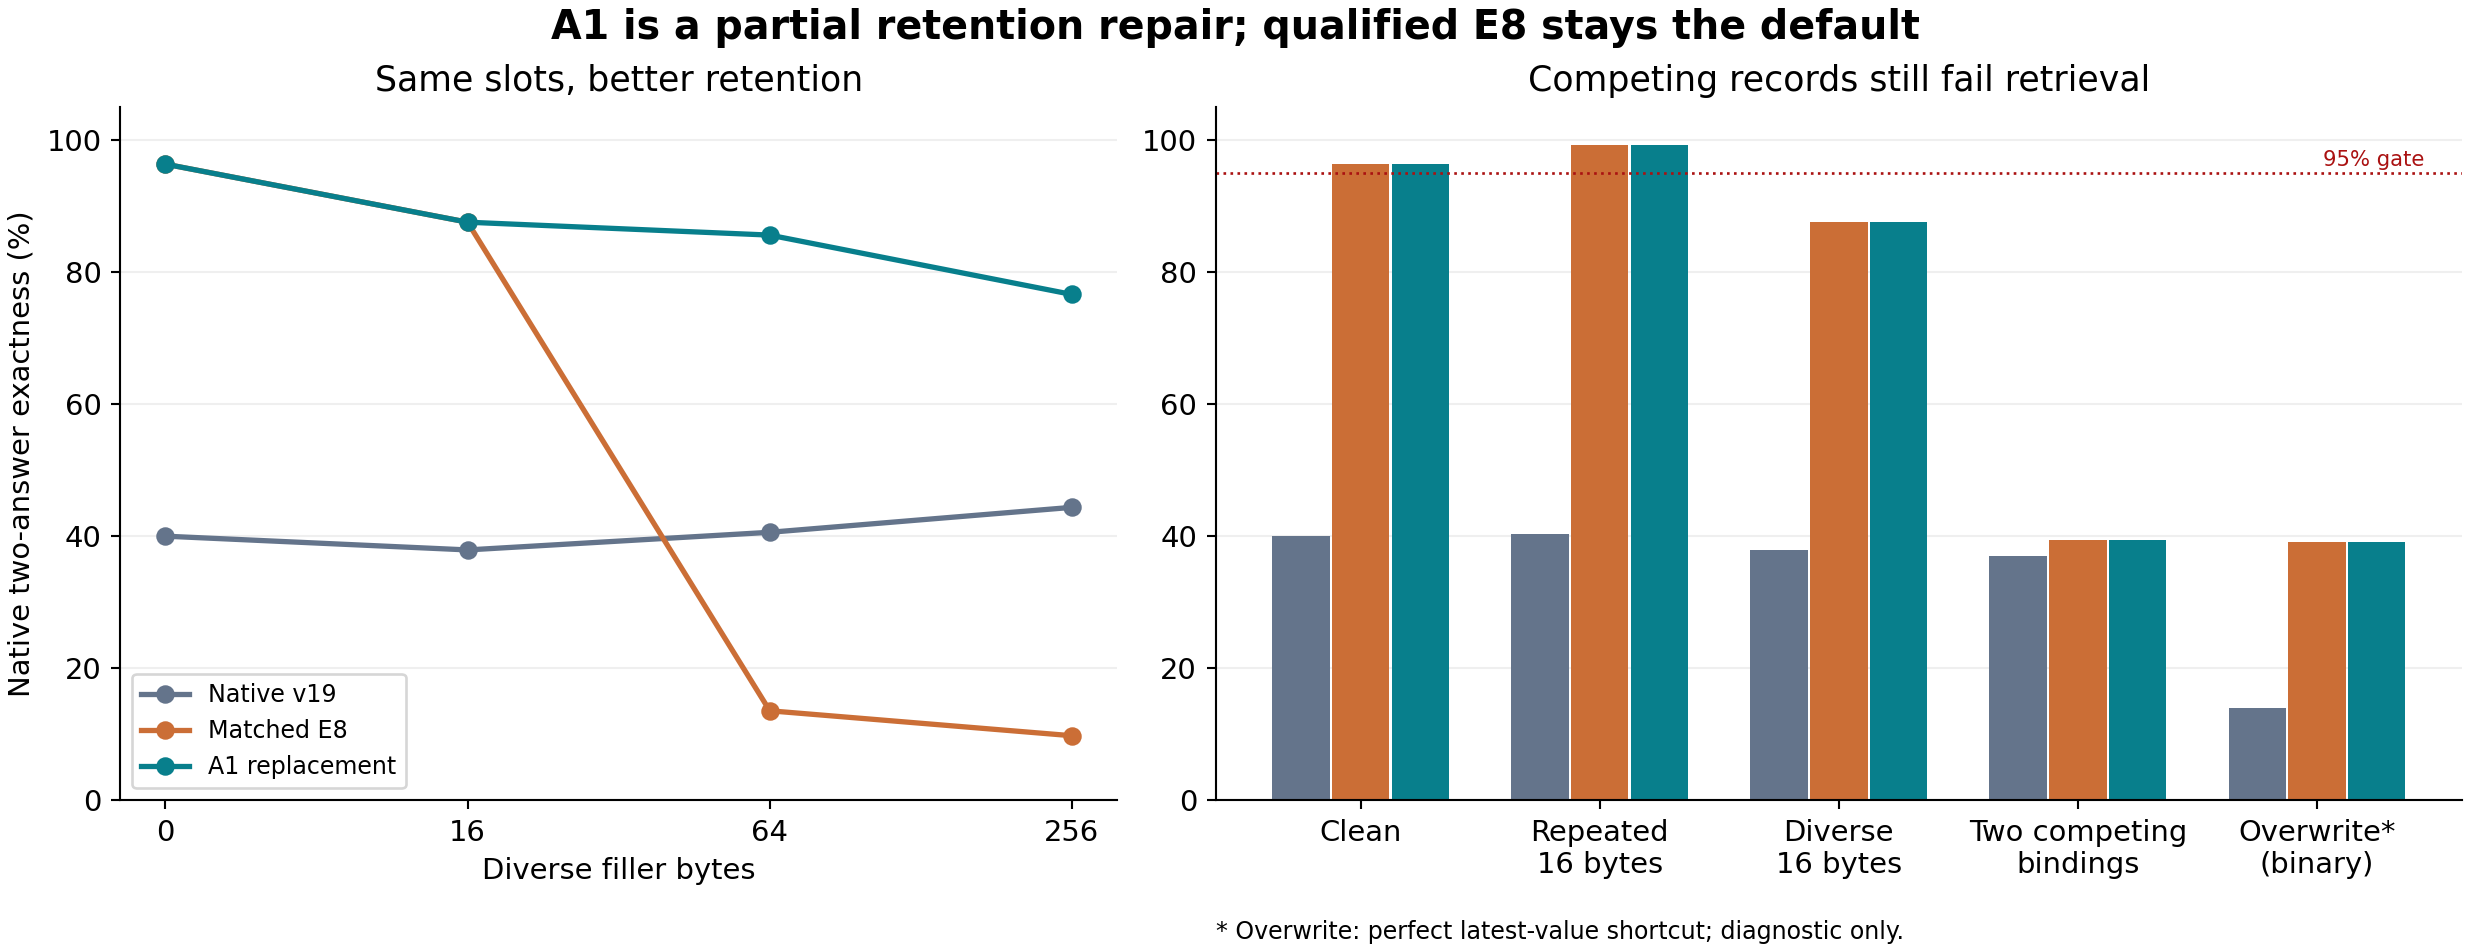 A1 is a partial retention repair; qualified E8 stays the default
Same slots, better retention
Native two-answer exactness (%)
100
80
60
40
20
0
Native v19
Matched E8
A1 replacement
0
16
64
256
Diverse filler bytes
Competing records still fail retrieval
100
80
60
40
20
0
95% gate
Clean
Repeated
16 bytes
Diverse
16 bytes
Two competing
bindings
Overwrite*
(binary)
* Overwrite: perfect latest-value shortcut; diagnostic only.